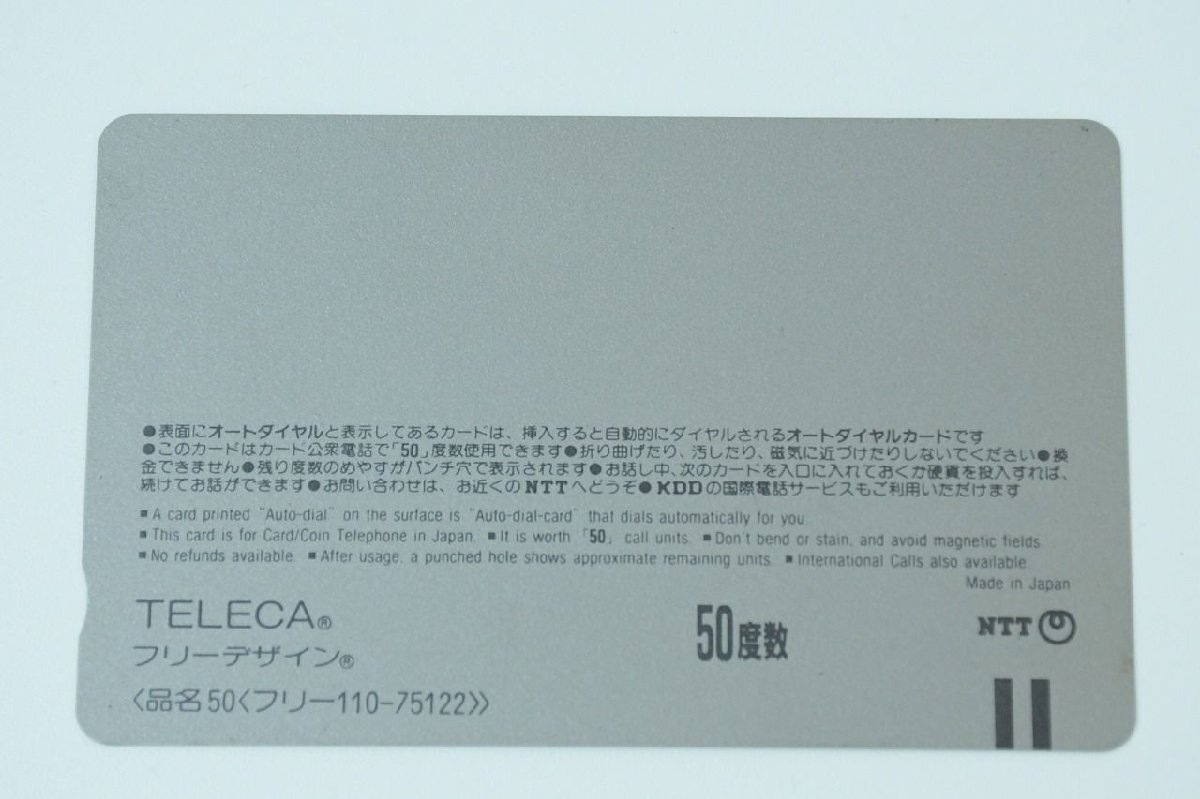 ●表面にオートダイヤルと表示してあるカードは、挿入すると自動的にダイヤルされるオートダイヤルカードです
●このカードはカード公衆電話で「50」度数使用できます●折り曲げたり、汚したり、磁気に近づけたりしないでください●換
金できません●残り度数のめやすがパンチ穴で表示されます●お話し中、次のカードを入口に入れておくか硬貨を投入すれば、
続けてお話ができます●お問い合わせは、お近くのNTTへどうぞ●KDDの国際電話サービスもご利用いただけます
■A card printed "Auto-dial" on the surface is "Auto-dial-card" that dials automatically for you.
■This card is for Card/Coin Telephone in Japan. ■It is worth「50」call units. ■Don't bend or stain, and avoid magnetic fields.
■No refunds available. ■After usage, a punched hole shows approximate remaining units. ■International Calls also available.
Made in Japan
TELECA®
フリーデザイン®
50度数
NTT
〈品名50〈フリー110-75122〉〉